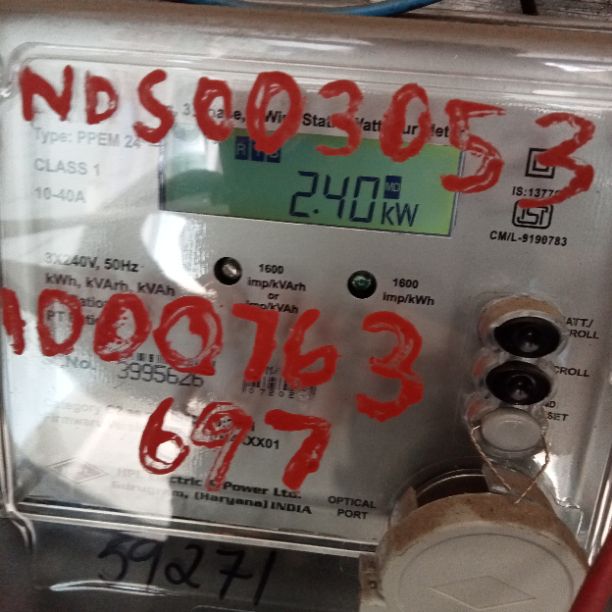 NDS003053
Type: PPEM 24
CLASS 1
10-40A
MD
2.40 kW
IS:1377
CM/L-9190783
3X240V, 50Hz
kWh, kVArh, kVAh
1600
imp/kVArh
or
imp/kVAh
1600
imp/kWh
1000763
697
3995626
XX01
& Power Ltd.
(Haryana) INDIA
OPTICAL
PORT
59271